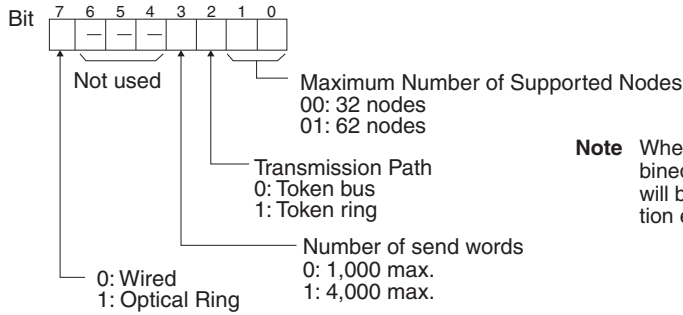 Bit 7 6 5 4 3 2 1 0
— — —
Not used
Maximum Number of Supported Nodes
00: 32 nodes
01: 62 nodes
Transmission Path
0: Token bus
1: Token ring
Number of send words
0: 1,000 max.
1: 4,000 max.
0: Wired
1: Optical Ring
Note
will b